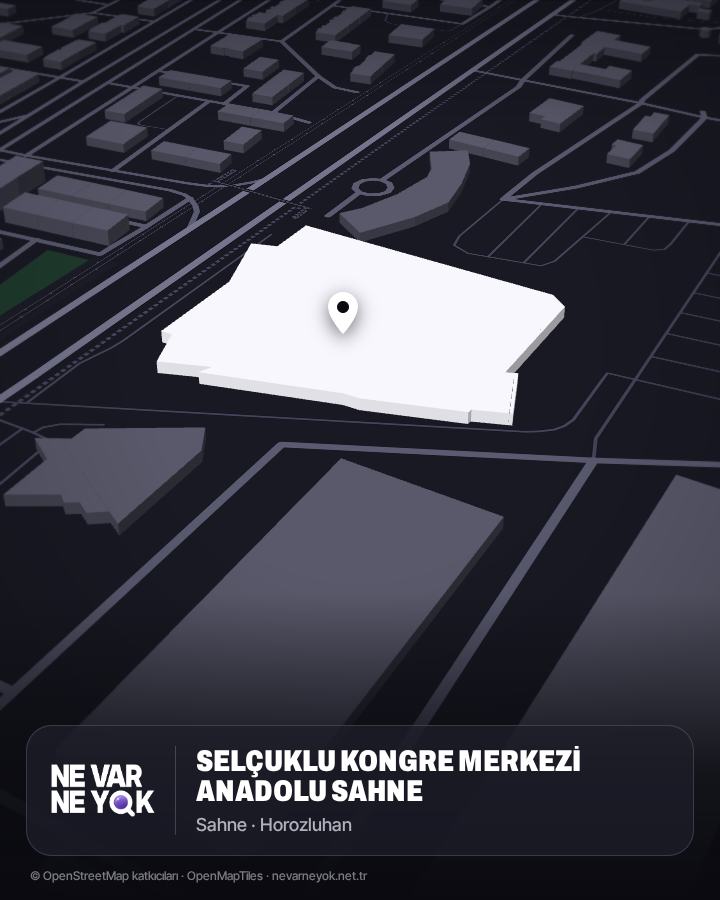 NE VAR
NE YOK
SELÇUKLU KONGRE MERKEZİ
ANADOLU SAHNE
Sahne · Horozluhan
© OpenStreetMap katkıcıları · OpenMapTiles · nevarneyok.net.tr